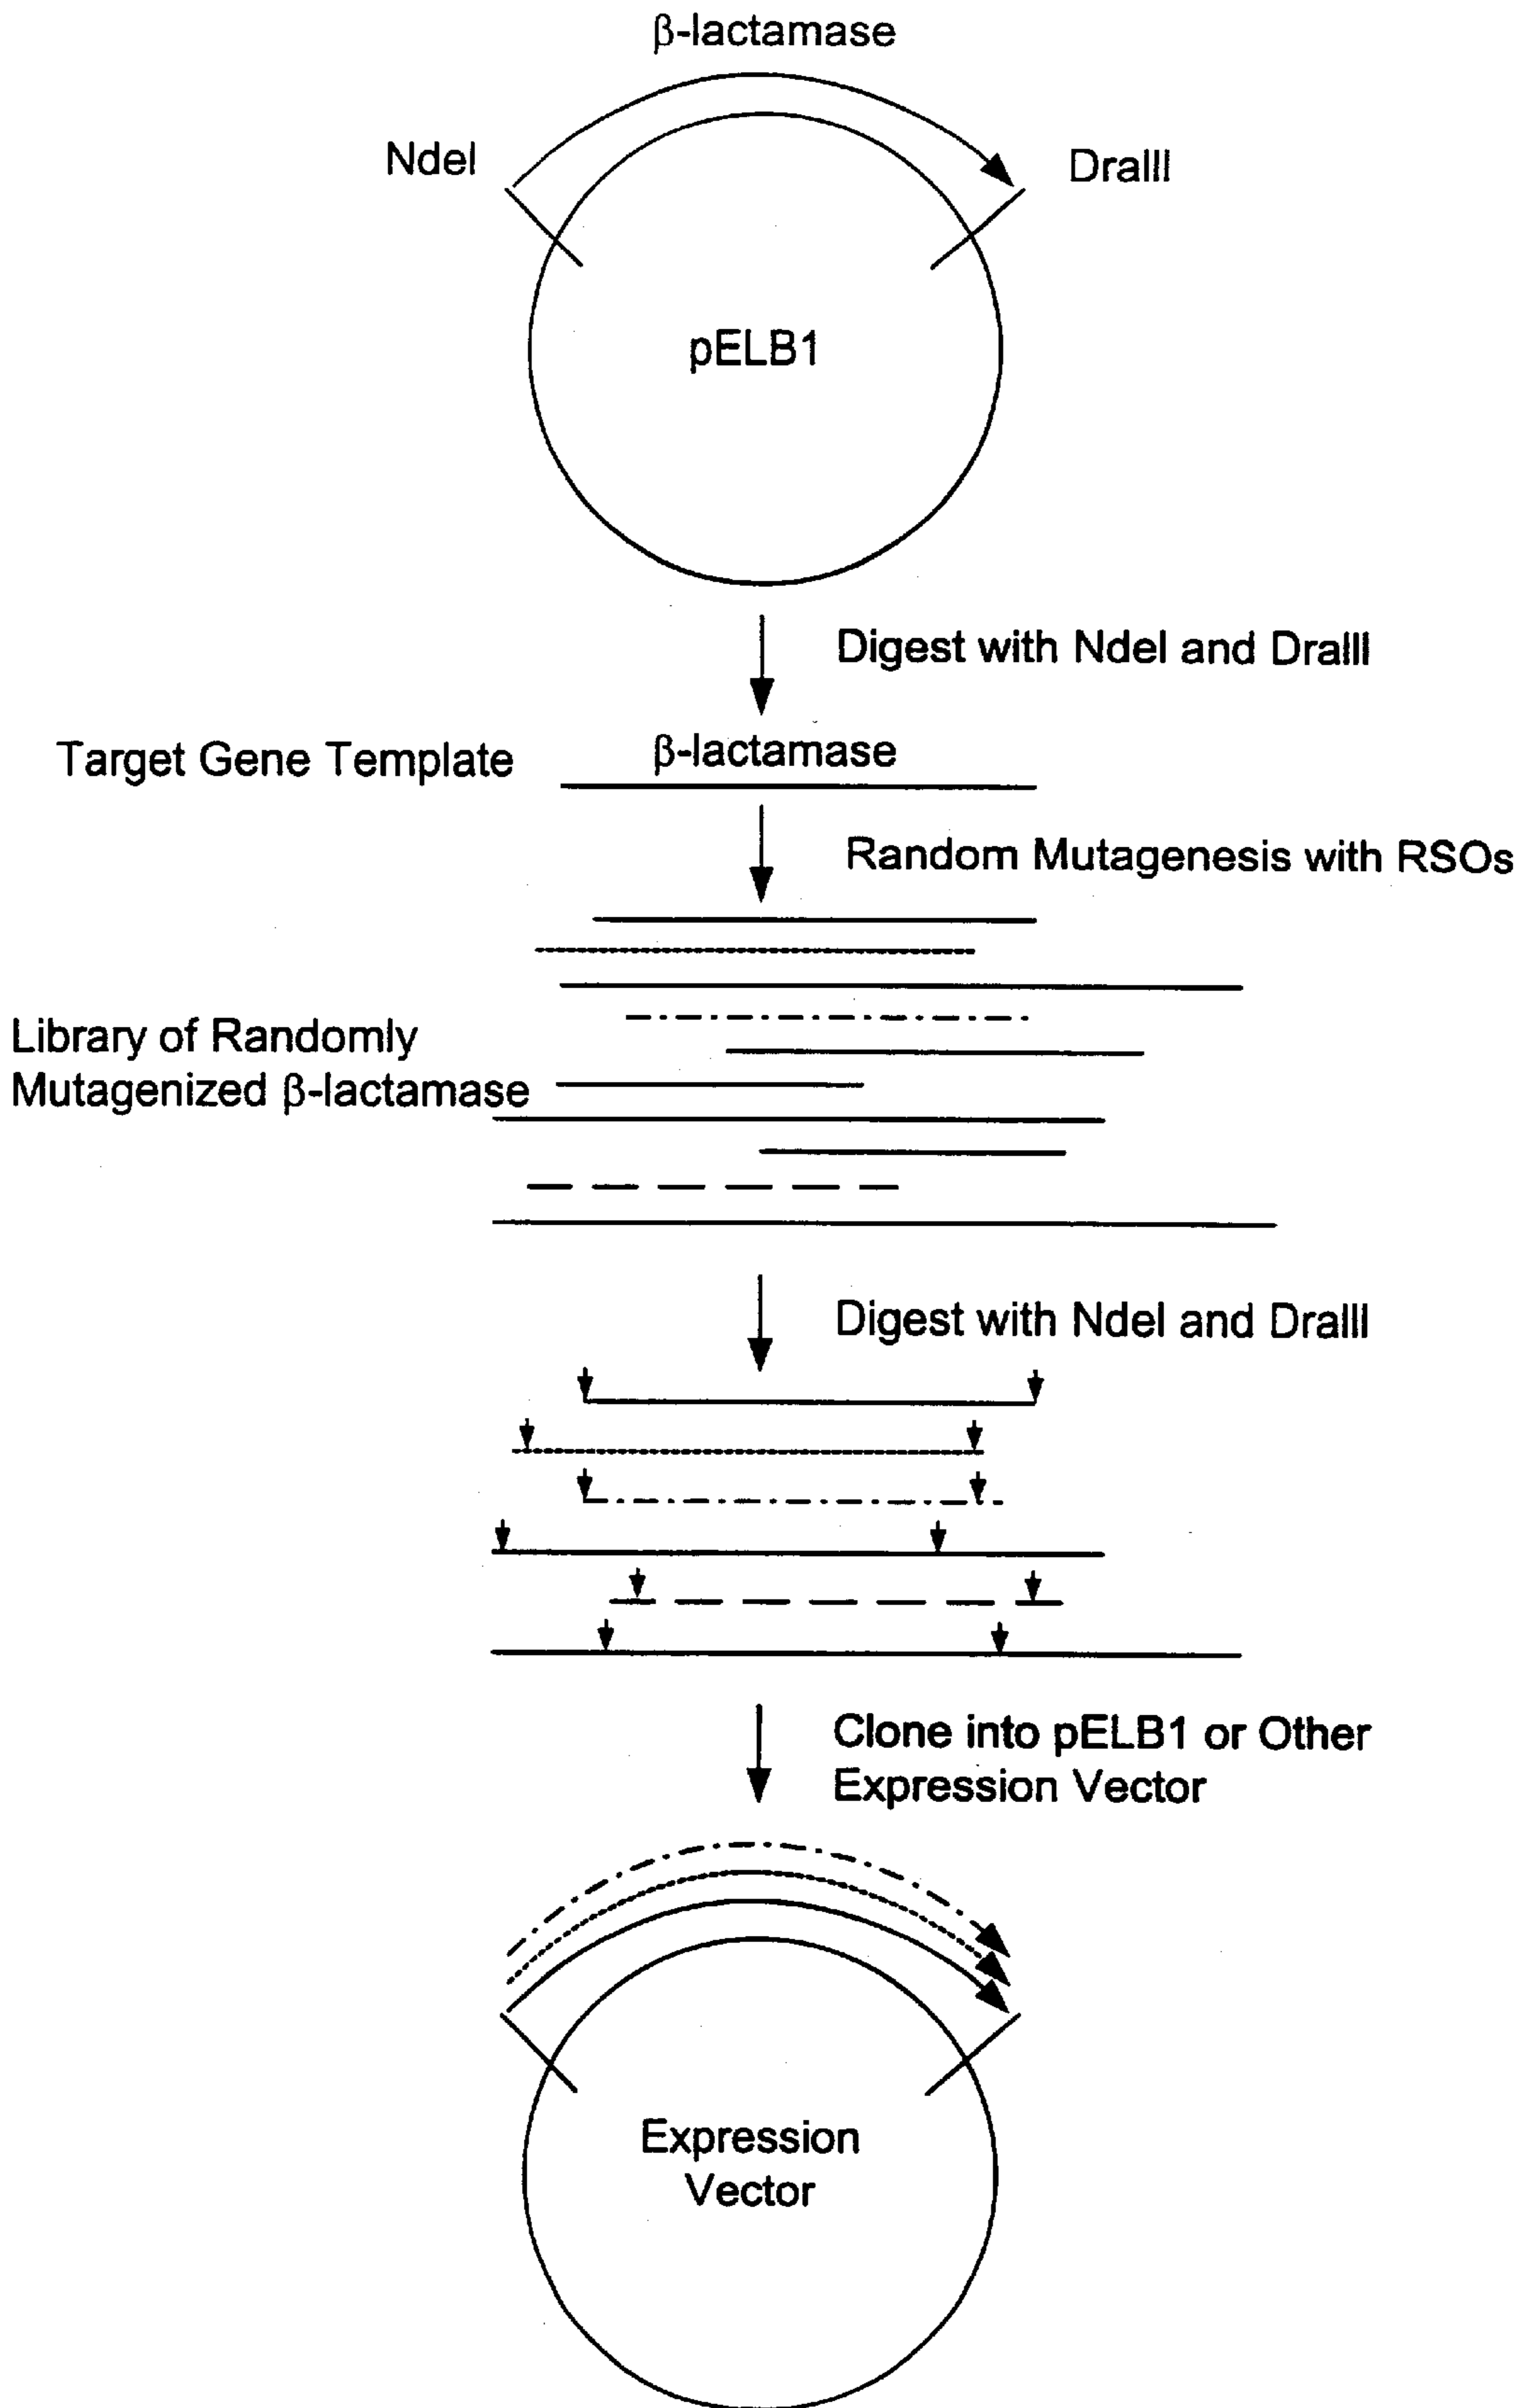 β-lactamase
NdeI
DraIII
pELB1
Digest with NdeI and DraIII
Target Gene Template
β-lactamase
Random Mutagenesis with RSOs
Library of Randomly
Mutagenized β-lactamase
Digest with NdeI and DraIII
Clone into pELB1 or Other
Expression Vector
Expression
Vector